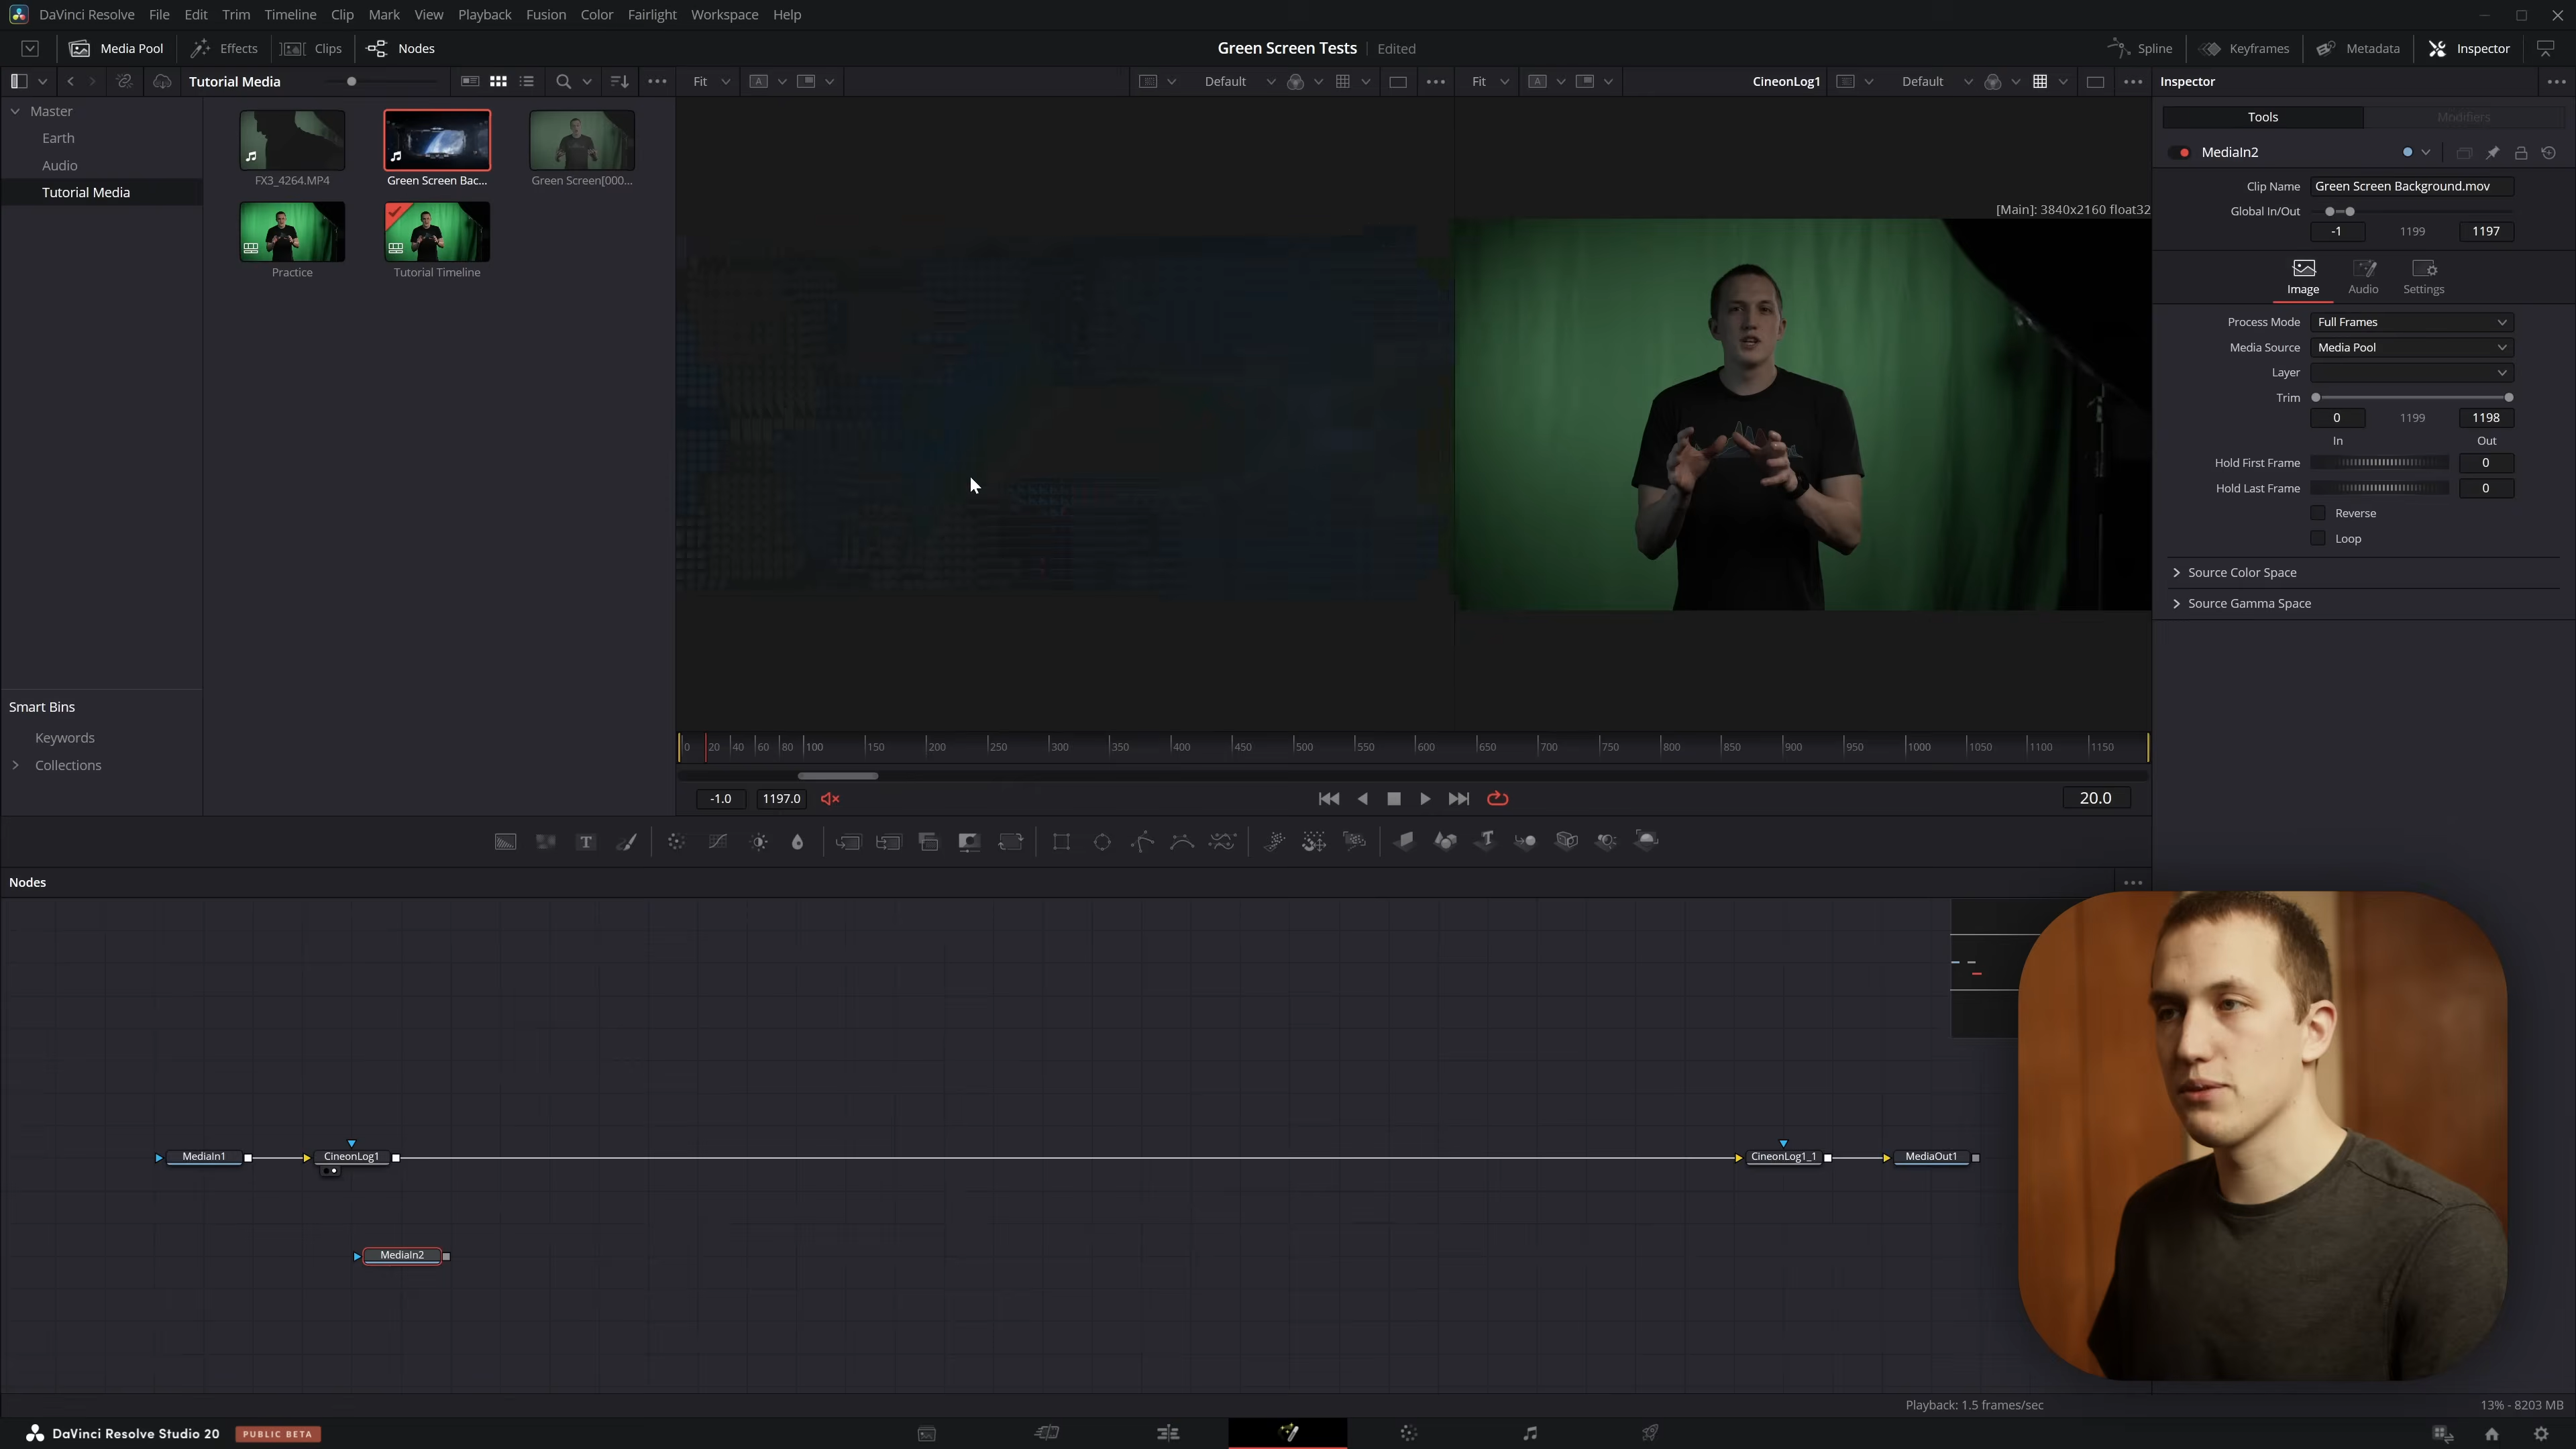 DaVinci Resolve File Edit Trim Timeline Clip Mark View Playback Fusion Color Fairlight Workspace Help
Media Pool Effects Clips Nodes Green Screen Tests Edited Spline Keyframes Metadata Inspector
Tutorial Media Fit A Default Fit A CineonLog1 Default Inspector
Master
Earth
Audio
Tutorial Media
FX3_4264.MP4 Green Screen Bac... Green Screen[000...
Practice Tutorial Timeline
Smart Bins
Keywords
Collections
[Main]: 3840x2160 float32
0 20 40 60 80 100 150 200 250 300 350 400 450 500 550 600 650 700 750 800 850 900 950 1000 1050 1100 1150
-1.0 1197.0 20.0
T T
Tools Modifiers
MediaIn2
Clip Name Green Screen Background.mov
Global In/Out
-1 1199 1197
Image Audio Settings
Process Mode Full Frames
Media Source Media Pool
Layer
Trim
0 1199 1198
In Out
Hold First Frame 0
Hold Last Frame 0
Reverse
Loop
Source Color Space
Source Gamma Space
Nodes
MediaIn1 CineonLog1 CineonLog1_1 MediaOut1
MediaIn2
Playback: 1.5 frames/sec 13% - 8203 MB
DaVinci Resolve Studio 20 PUBLIC BETA